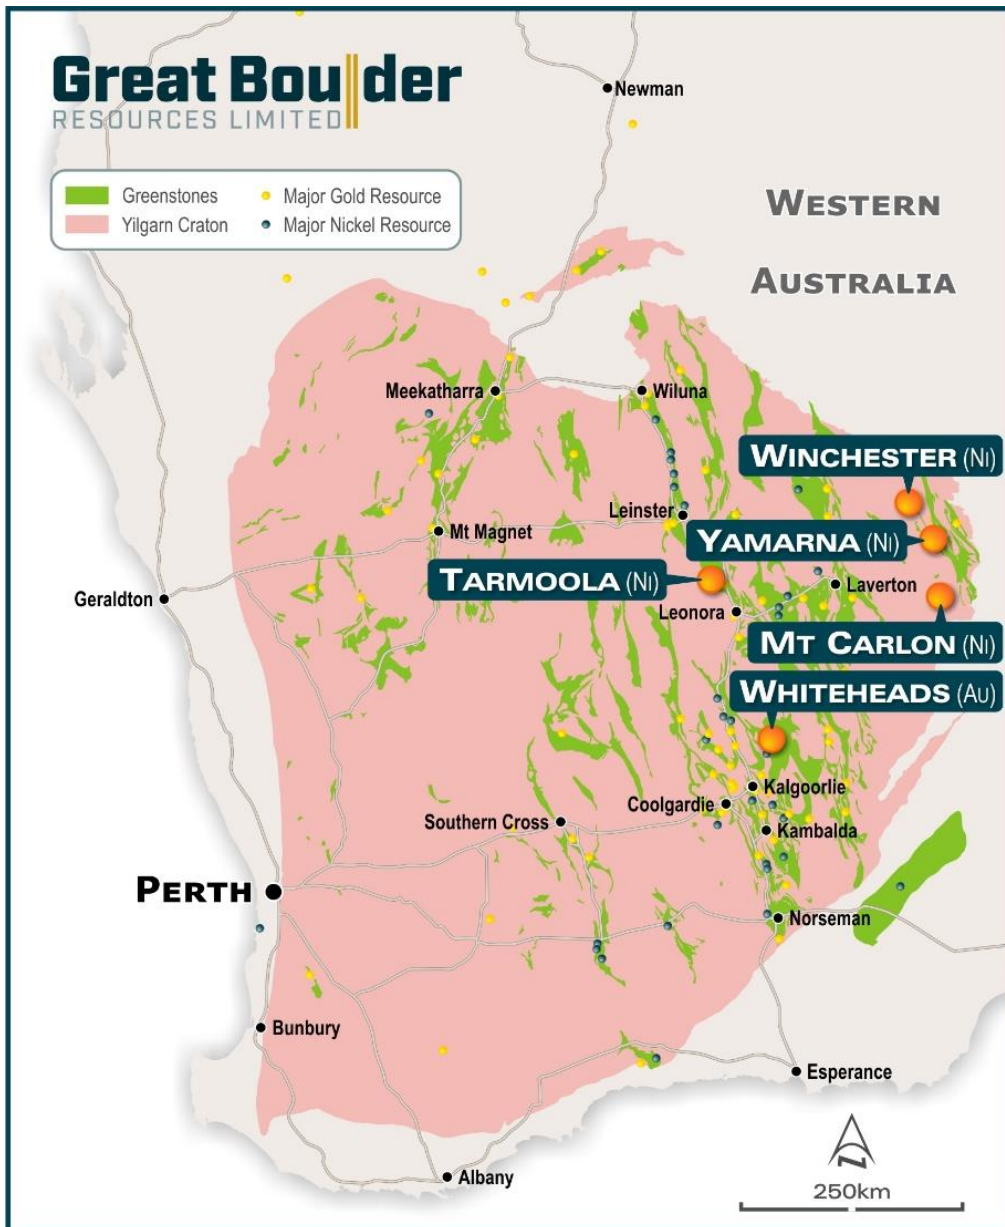 Great Boulder
RESOURCES LIMITED
Greenstones
Major Gold Resource
Yilgarn Craton
Major Nickel Resource
Newman
WESTERN
AUSTRALIA
Meekatharra
Wiluna
WINCHESTER (NI)
Leinster
Mt Magnet
YAMARNA (NI)
TARMOOLA (NI)
Laverton
Geraldton
Leonora
MT CARLON (NI)
WHITEHEADS (Au)
Kalgoorlie
Coolgardie
Southern Cross
Kambalda
PERTH
Norseman
Bunbury
Esperance
N
250km
Albany